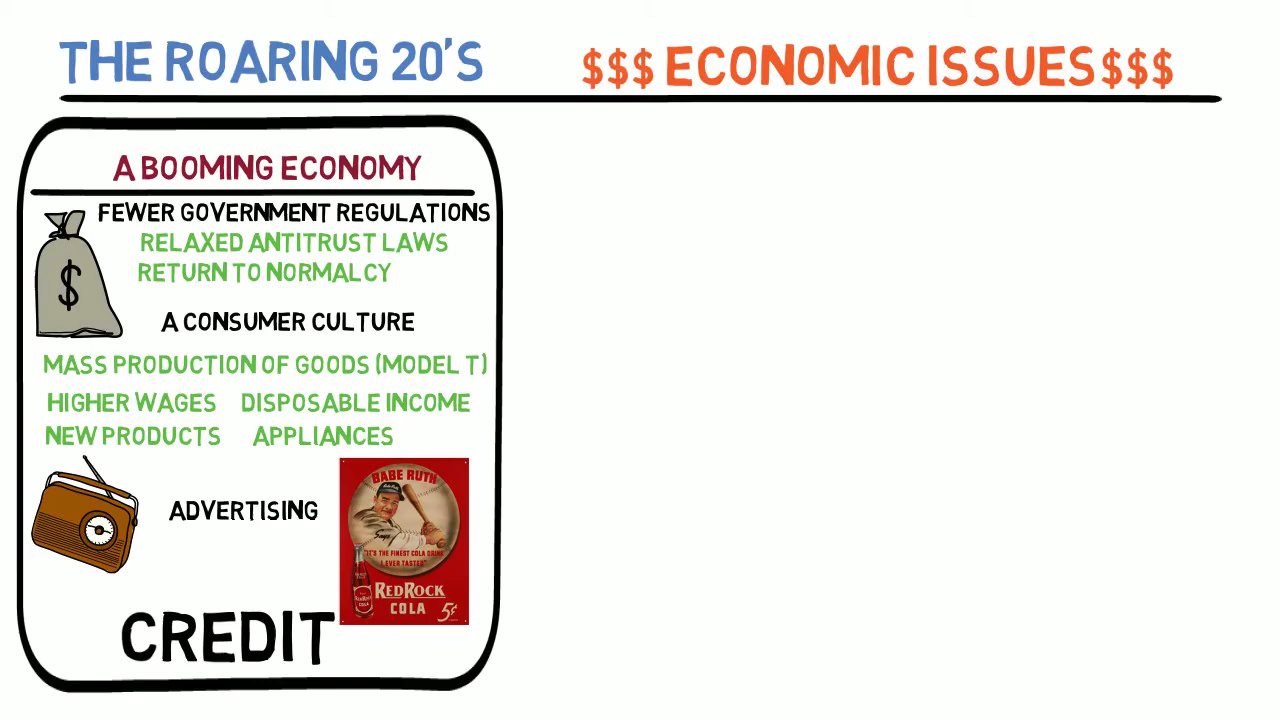 THE ROARING 20'S
$$$ ECONOMIC ISSUES $$$
A BOOMING ECONOMY
FEWER GOVERNMENT REGULATIONS
RELAXED ANTITRUST LAWS
RETURN TO NORMALCY
$
A CONSUMER CULTURE
MASS PRODUCTION OF GOODS (MODEL T)
HIGHER WAGES DISPOSABLE INCOME
NEW PRODUCTS APPLIANCES
ADVERTISING
BABE RUTH
Says
"IT'S THE FINEST COLA DRINK
I EVER TASTED"
RED ROCK
COLA 5¢
CREDIT